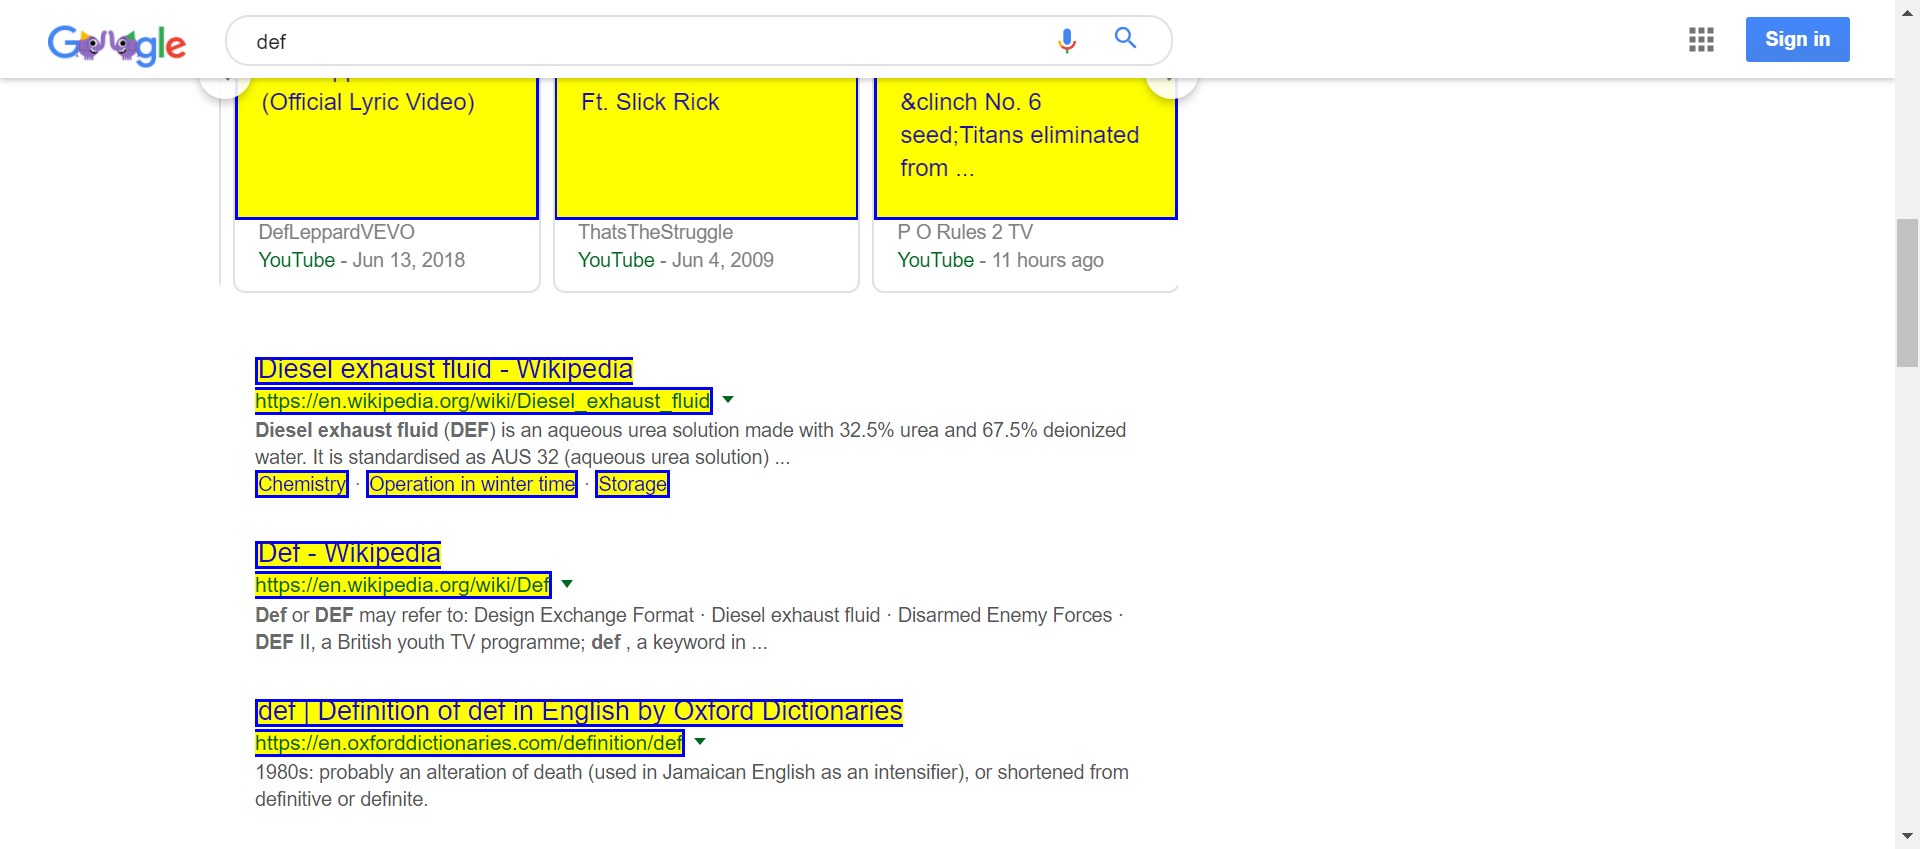 Google
def
Sign in
(Official Lyric Video)
Ft. Slick Rick
&clinch No. 6
seed;Titans eliminated
from ...
DefLeppardVEVO
YouTube - Jun 13, 2018
ThatsTheStruggle
YouTube - Jun 4, 2009
P O Rules 2 TV
YouTube - 11 hours ago
Diesel exhaust fluid - Wikipedia
https://en.wikipedia.org/wiki/Diesel_exhaust_fluid
Diesel exhaust fluid (DEF) is an aqueous urea solution made with 32.5% urea and 67.5% deionized
water. It is standardised as AUS 32 (aqueous urea solution) ...
Chemistry · Operation in winter time · Storage
Def - Wikipedia
https://en.wikipedia.org/wiki/Def
Def or DEF may refer to: Design Exchange Format · Diesel exhaust fluid · Disarmed Enemy Forces ·
DEF II, a British youth TV programme; def , a keyword in ...
def | Definition of def in English by Oxford Dictionaries
https://en.oxforddictionaries.com/definition/def
1980s: probably an alteration of death (used in Jamaican English as an intensifier), or shortened from
definitive or definite.